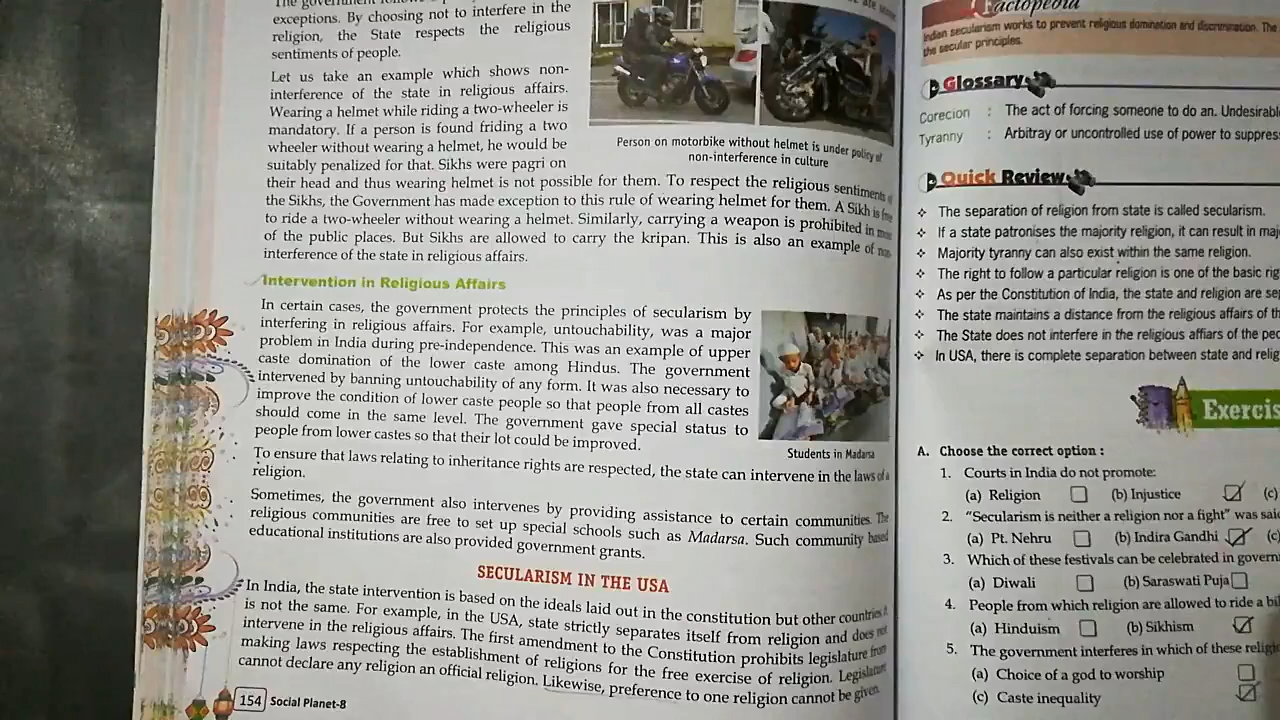 exceptions. By choosing not to interfere in the
religion, the State respects the religious
sentiments of people.
Let us take an example which shows non-
interference of the state in religious affairs.
Wearing a helmet while riding a two-wheeler is
mandatory. If a person is found friding a two
wheeler without wearing a helmet, he would be
suitably penalized for that. Sikhs were pagri on
their head and thus wearing helmet is not possible for them. To respect the religious sentiments of
the Sikhs, the Government has made exception to this rule of wearing helmet for them. A Sikh is free
to ride a two-wheeler without wearing a helmet. Similarly, carrying a weapon is prohibited in most
of the public places. But Sikhs are allowed to carry the kripan. This is also an example of non-
interference of the state in religious affairs.
Person on motorbike without helmet is under policy of
non-interference in culture
Intervention in Religious Affairs
In certain cases, the government protects the principles of secularism by
interfering in religious affairs. For example, untouchability, was a major
problem in India during pre-independence. This was an example of upper
caste domination of the lower caste among Hindus. The government
intervened by banning untouchability of any form. It was also necessary to
improve the condition of lower caste people so that people from all castes
should come in the same level. The government gave special status to
people from lower castes so that their lot could be improved.
Students in Madarsa
To ensure that laws relating to inheritance rights are respected, the state can intervene in the laws of a
religion.
Sometimes, the government also intervenes by providing assistance to certain communities. The
religious communities are free to set up special schools such as Madarsa. Such community based
educational institutions are also provided government grants.
SECULARISM IN THE USA
In India, the state intervention is based on the ideals laid out in the constitution but other countries it
is not the same. For example, in the USA, state strictly separates itself from religion and does not
intervene in the religious affairs. The first amendment to the Constitution prohibits legislature from
making laws respecting the establishment of religions for the free exercise of religion. Legislature
cannot declare any religion an official religion. Likewise, preference to one religion cannot be given.
154 Social Planet-8
Indian secularism works to prevent religious domination and discrimination. The
the secular principles.
Glossary
Corecion : The act of forcing someone to do an. Undesirabl
Tyranny : Arbitray or uncontrolled use of power to suppres
Quick Review
❖ The separation of religion from state is called secularism.
❖ If a state patronises the majority religion, it can result in maj
❖ Majority tyranny can also exist within the same religion.
❖ The right to follow a particular religion is one of the basic rig
❖ As per the Constitution of India, the state and religion are sep
❖ The state maintains a distance from the religious affairs of th
❖ The State does not interfere in the religious affiars of the peo
❖ In USA, there is complete separation between state and relig
Exercis
A. Choose the correct option :
1. Courts in India do not promote:
(a) Religion (b) Injustice (c)
2. "Secularism is neither a religion nor a fight" was said
(a) Pt. Nehru (b) Indira Gandhi (c)
3. Which of these festivals can be celebrated in govern
(a) Diwali (b) Saraswati Puja
4. People from which religion are allowed to ride a bi
(a) Hinduism (b) Sikhism
5. The government interferes in which of these religi
(a) Choice of a god to worship
(c) Caste inequality